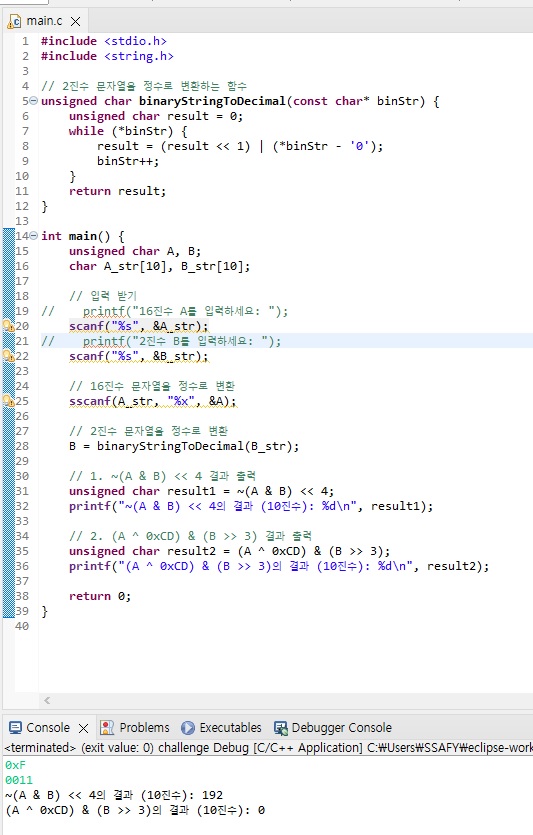 main.c
1 #include <stdio.h>
2 #include <string.h>
3
4 // 2진수 문자열을 정수로 변환하는 함수
5 unsigned char binaryStringToDecimal(const char* binStr) {
6     unsigned char result = 0;
7     while (*binStr) {
8         result = (result << 1) | (*binStr - '0');
9         binStr++;
10     }
11     return result;
12 }
13
14 int main() {
15     unsigned char A, B;
16     char A_str[10], B_str[10];
17
18     // 입력 받기
19 //    printf("16진수 A를 입력하세요: ");
20     scanf("%s", &A_str);
21 //    printf("2진수 B를 입력하세요: ");
22     scanf("%s", &B_str);
23
24     // 16진수 문자열을 정수로 변환
25     sscanf(A_str, "%x", &A);
26
27     // 2진수 문자열을 정수로 변환
28     B = binaryStringToDecimal(B_str);
29
30     // 1. ~(A & B) << 4 결과 출력
31     unsigned char result1 = ~(A & B) << 4;
32     printf("~(A & B) << 4의 결과 (10진수): %d\n", result1);
33
34     // 2. (A ^ 0xCD) & (B >> 3) 결과 출력
35     unsigned char result2 = (A ^ 0xCD) & (B >> 3);
36     printf("(A ^ 0xCD) & (B >> 3)의 결과 (10진수): %d\n", result2);
37
38     return 0;
39 }
40
Console Problems Executables Debugger Console
<terminated> (exit value: 0) challenge Debug [C/C++ Application] C:₩Users₩SSAFY₩eclipse-work
0xF
0011
~(A & B) << 4의 결과 (10진수): 192
(A ^ 0xCD) & (B >> 3)의 결과 (10진수): 0